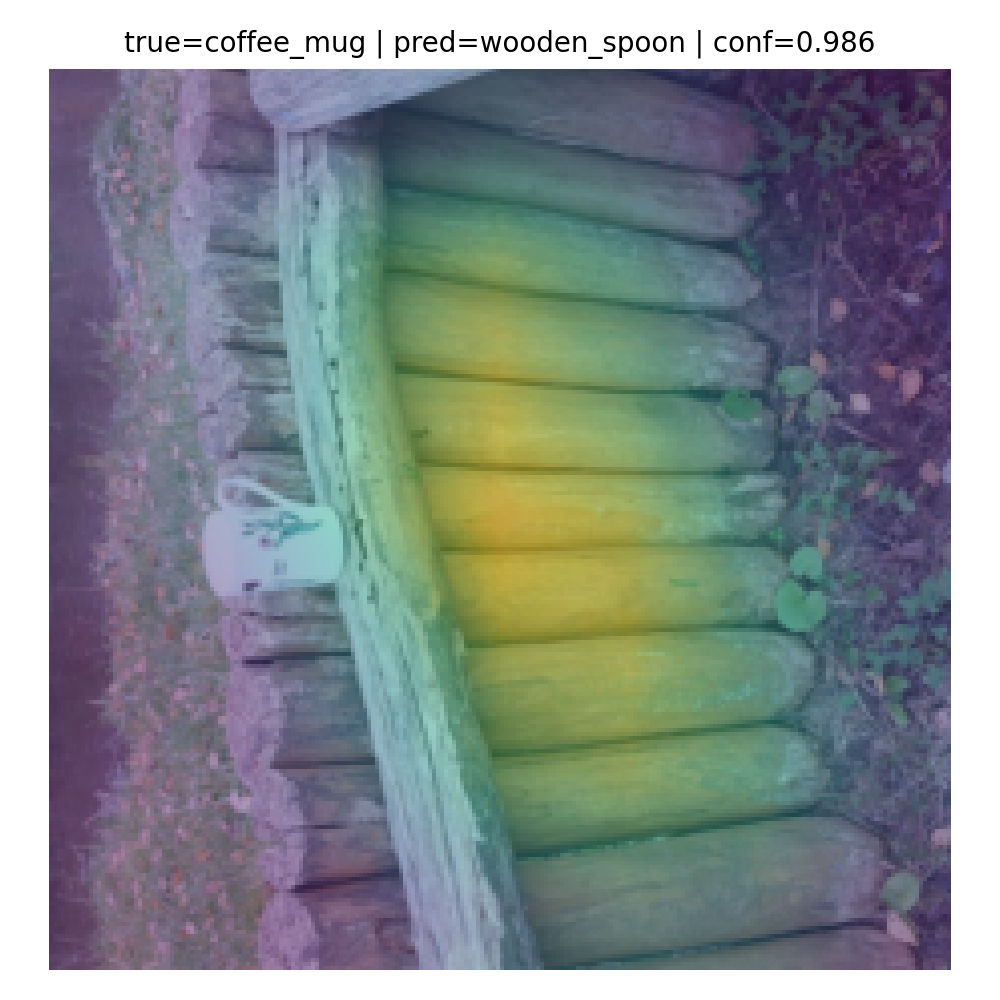 true=coffee_mug | pred=wooden_spoon | conf=0.986